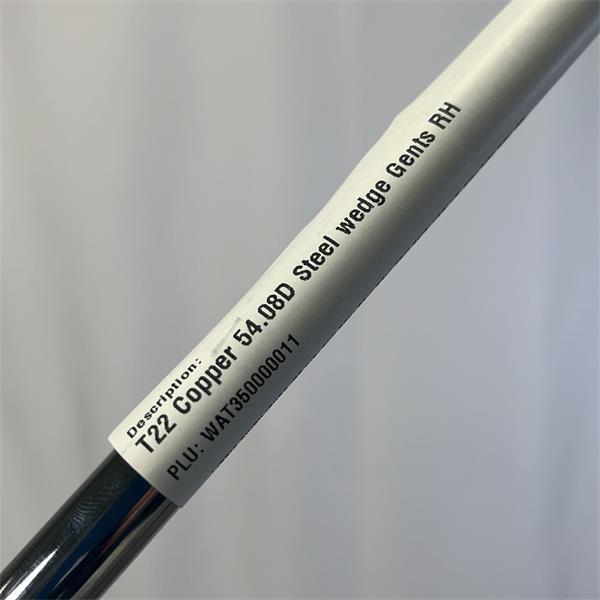 Description:
T22 Copper 54.08D Steel wedge Gents RH
PLU: WAT350000011